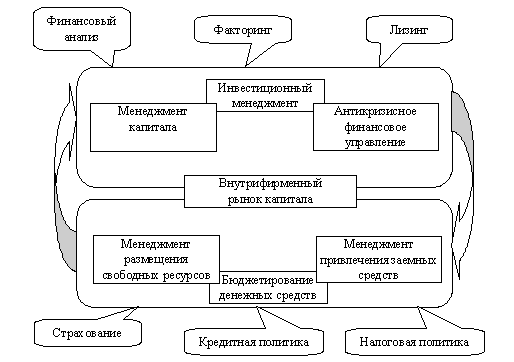 Финансовый
анализ
Факторинг
Лизинг
Инвестиционный
менеджмент
Менеджмент
капитала
Антикризисное
финансовое
управление
Внутрифирменный
рынок капитала
Менеджмент
размещения
свободных ресурсов
Менеджмент
привлечения заемных
средств
Бюджетирование
денежных средств
Страхование
Кредитная политика
Налоговая политика